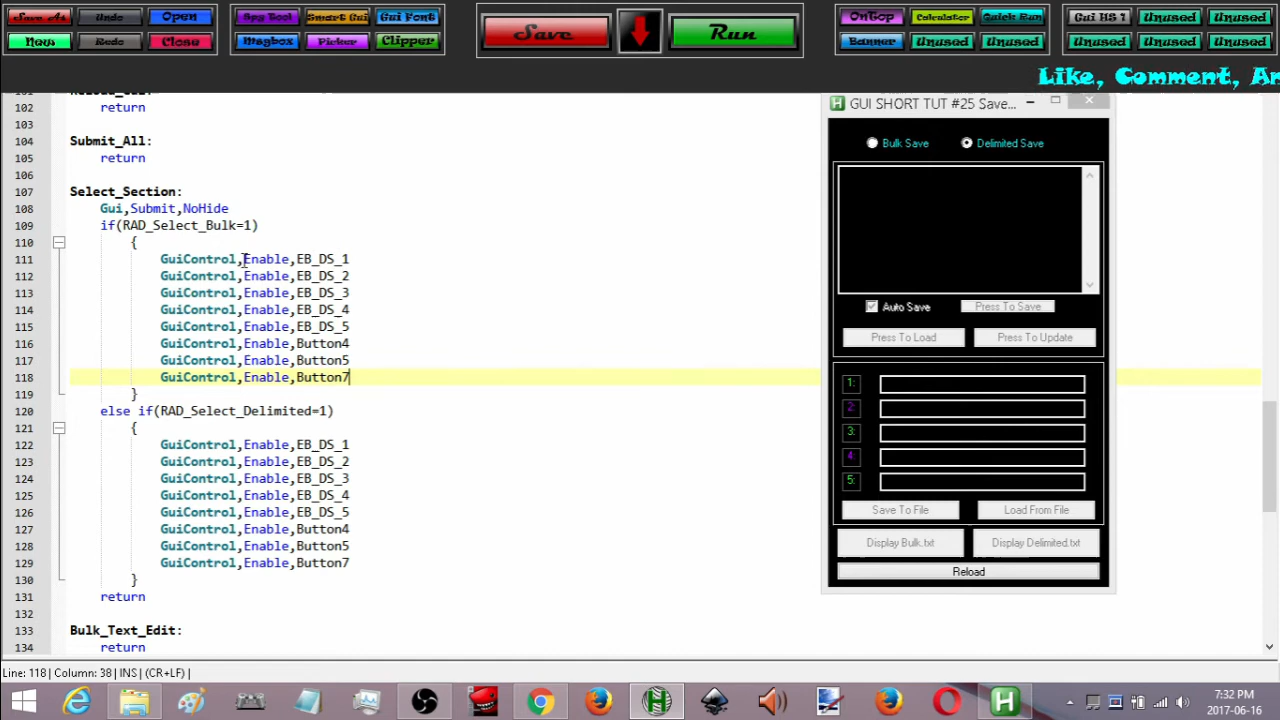 Save As Undo Open Spy Tool Smart Gui Gui Font Save Run OnTop Calculator Quick Run Gui HS 1 Unused Unused
New Redo Close Msgbox Picker Clipper Banner Unused Unused Unused Unused Unused
Like, Comment, An
102 return
103
104 Submit_All:
105 return
106
107 Select_Section:
108 Gui,Submit,NoHide
109 if(RAD_Select_Bulk=1)
110 {
111 GuiControl,Enable,EB_DS_1
112 GuiControl,Enable,EB_DS_2
113 GuiControl,Enable,EB_DS_3
114 GuiControl,Enable,EB_DS_4
115 GuiControl,Enable,EB_DS_5
116 GuiControl,Enable,Button4
117 GuiControl,Enable,Button5
118 GuiControl,Enable,Button7
119 }
120 else if(RAD_Select_Delimited=1)
121 {
122 GuiControl,Enable,EB_DS_1
123 GuiControl,Enable,EB_DS_2
124 GuiControl,Enable,EB_DS_3
125 GuiControl,Enable,EB_DS_4
126 GuiControl,Enable,EB_DS_5
127 GuiControl,Enable,Button4
128 GuiControl,Enable,Button5
129 GuiControl,Enable,Button7
130 }
131 return
132
133 Bulk_Text_Edit:
134 return
GUI SHORT TUT #25 Save...
Bulk Save Delimited Save
Auto Save Press To Save
Press To Load Press To Update
1:
2:
3:
4:
5:
Save To File Load From File
Display Bulk.txt Display Delimited.txt
Reload
Line: 118 | Column: 38 | INS | (CR+LF) |
7:32 PM
2017-06-16